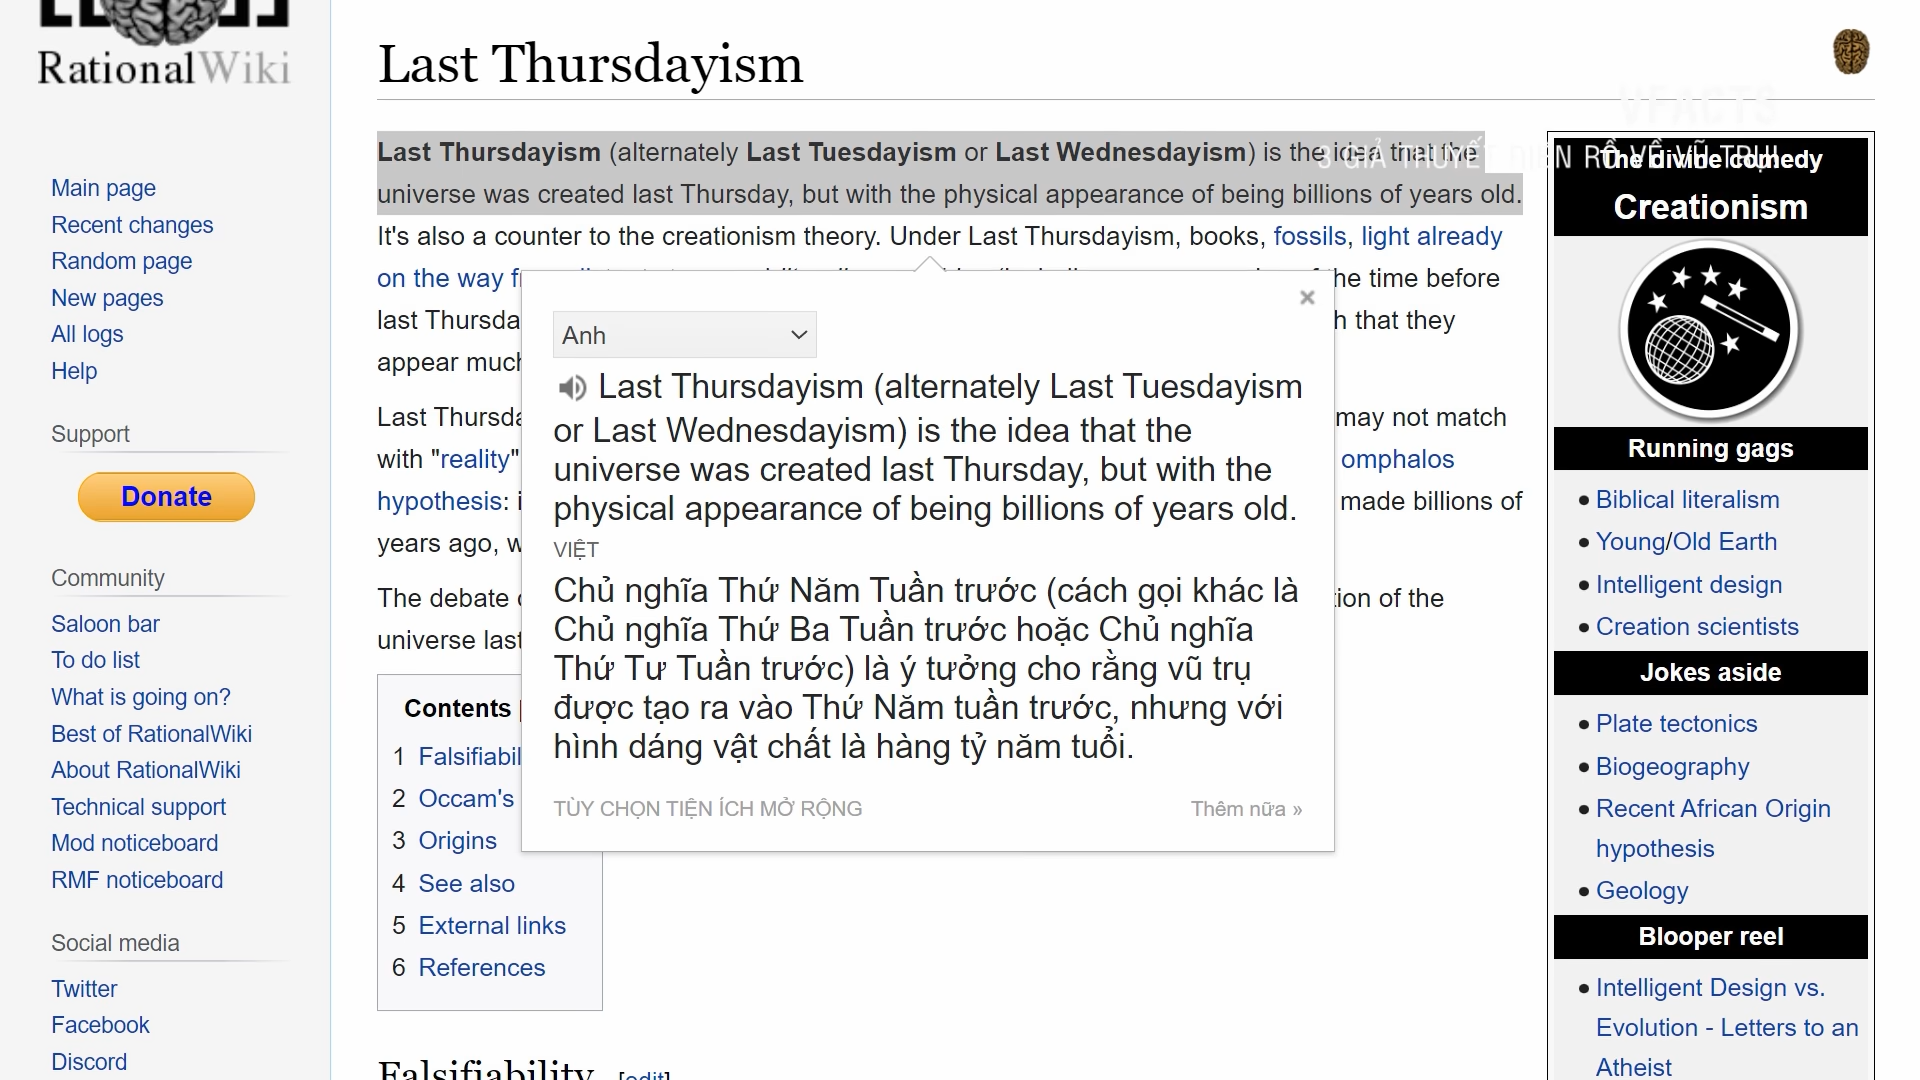 RationalWiki
Main page
Recent changes
Random page
New pages
All logs
Help
Support
Donate
Community
Saloon bar
To do list
What is going on?
Best of RationalWiki
About RationalWiki
Technical support
Mod noticeboard
RMF noticeboard
Social media
Twitter
Facebook
Discord
Last Thursdayism
VFACTS
3 GIẢ THUYẾT ĐIÊN RỒ VỀ VŨ TRỤ!
Last Thursdayism (alternately Last Tuesdayism or Last Wednesdayism) is the idea that the
universe was created last Thursday, but with the physical appearance of being billions of years old.
It's also a counter to the creationism theory. Under Last Thursdayism, books, fossils, light already
on the way the time before
last that they
appear
Last may not match
with "reality" omphalos
hypothesis: made billions of
years ago,
The debate of the
universe last
Anh
Last Thursdayism (alternately Last Tuesdayism
or Last Wednesdayism) is the idea that the
universe was created last Thursday, but with the
physical appearance of being billions of years old.
VIỆT
Chủ nghĩa Thứ Năm Tuần trước (cách gọi khác là
Chủ nghĩa Thứ Ba Tuần trước hoặc Chủ nghĩa
Thứ Tư Tuần trước) là ý tưởng cho rằng vũ trụ
được tạo ra vào Thứ Năm tuần trước, nhưng với
hình dáng vật chất là hàng tỷ năm tuổi.
TÙY CHỌN TIỆN ÍCH MỞ RỘNG
Thêm nữa »
Contents
1 Falsifiabil
2 Occam's
3 Origins
4 See also
5 External links
6 References
Falsifiability [edit]
The divine comedy
Creationism
Running gags
Biblical literalism
Young/Old Earth
Intelligent design
Creation scientists
Jokes aside
Plate tectonics
Biogeography
Recent African Origin
hypothesis
Geology
Blooper reel
Intelligent Design vs.
Evolution - Letters to an
Atheist